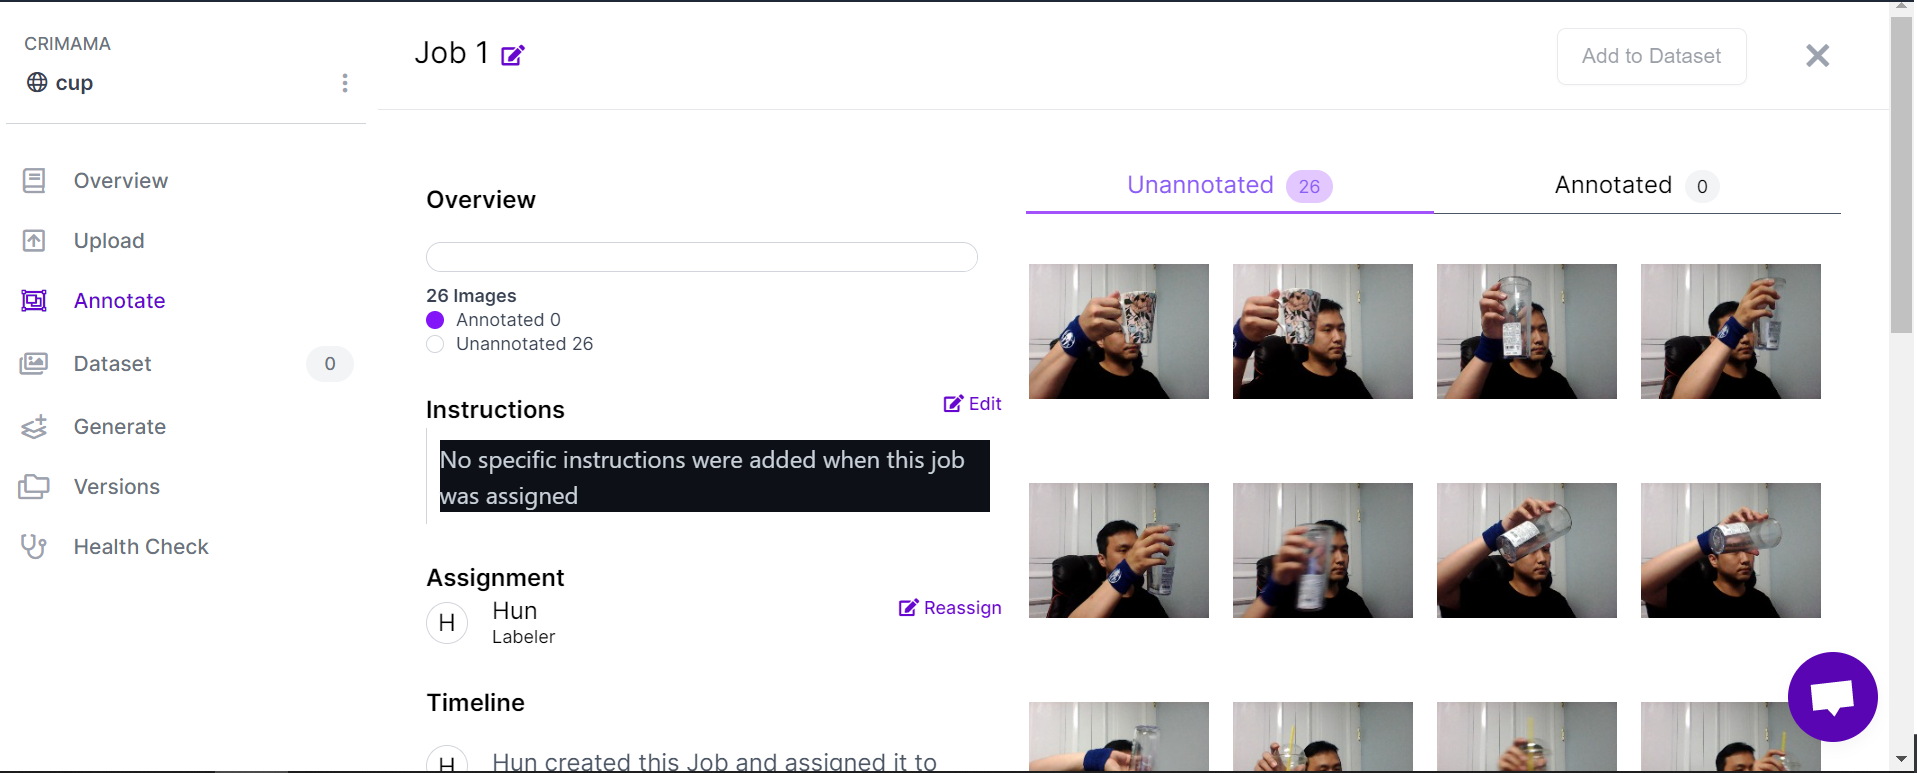 CRIMAMA
cup
Overview
Upload
Annotate
Dataset 0
Generate
Versions
Health Check
Job 1
Add to Dataset
Overview
26 Images
Annotated 0
Unannotated 26
Instructions
Edit
No specific instructions were added when this job
was assigned
Assignment
H
Hun
Labeler
Reassign
Timeline
H
Hun created this Job and assigned it to
Unannotated 26
Annotated 0